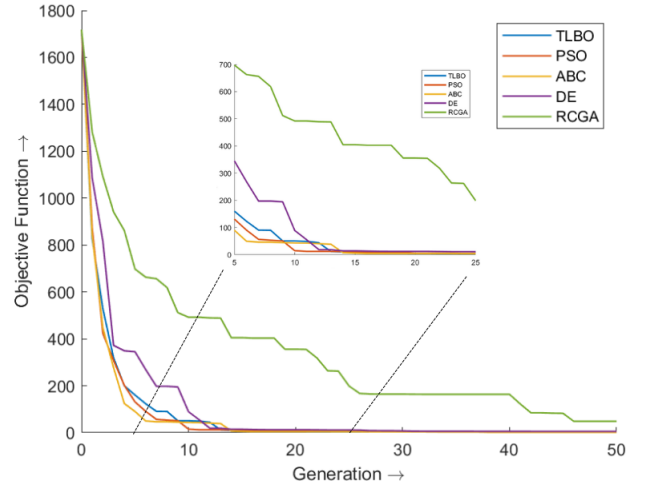 1800
1600
1400
1200
1000
800
600
400
200
0
Objective Function →
0
10
20
30
40
50
Generation →
TLBO
PSO
ABC
DE
RCGA
700
600
500
400
300
200
100
0
5
10
15
20
25
TLBO
PSO
ABC
DE
RCGA